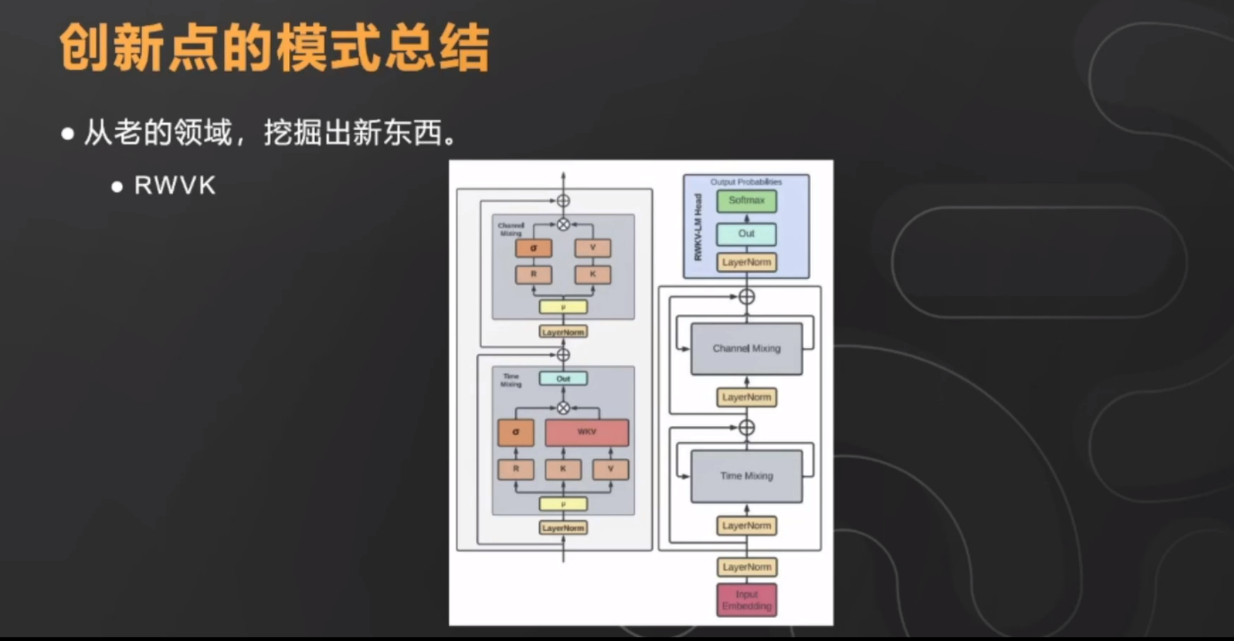 创新点的模式总结
● 从老的领域，挖掘出新东西。
● RWVK
Channel
Mixing
σ
V
R
K
μ
LayerNorm
Time
Mixing
Out
σ
WKV
R
K
V
μ
LayerNorm
Output Probabilities
RWKV-LM Head
Softmax
Out
LayerNorm
Channel Mixing
LayerNorm
Time Mixing
LayerNorm
LayerNorm
Input
Embedding